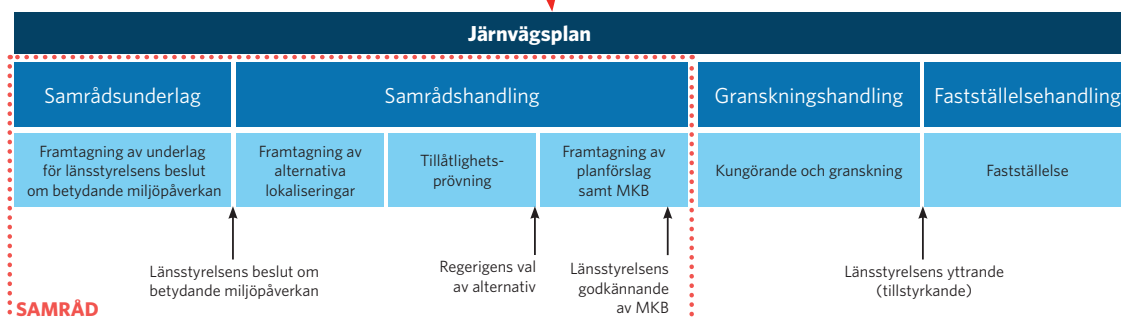 Järnvägsplan
Samrådsunderlag
Samrådshandling
Granskningshandling
Fastställelsehandling
Framtagning av underlag
för länsstyrelsens beslut
om betydande miljöpåverkan
Framtagning av
alternativa
lokaliseringar
Tillåtlighets-
prövning
Framtagning av
planförslag
samt MKB
Kungörande och granskning
Fastställelse
Länsstyrelsens beslut om
betydande miljöpåverkan
Regerigens val
av alternativ
Länsstyrelsens
godkännande
av MKB
Länsstyrelsens yttrande
(tillstyrkande)
SAMRÅD